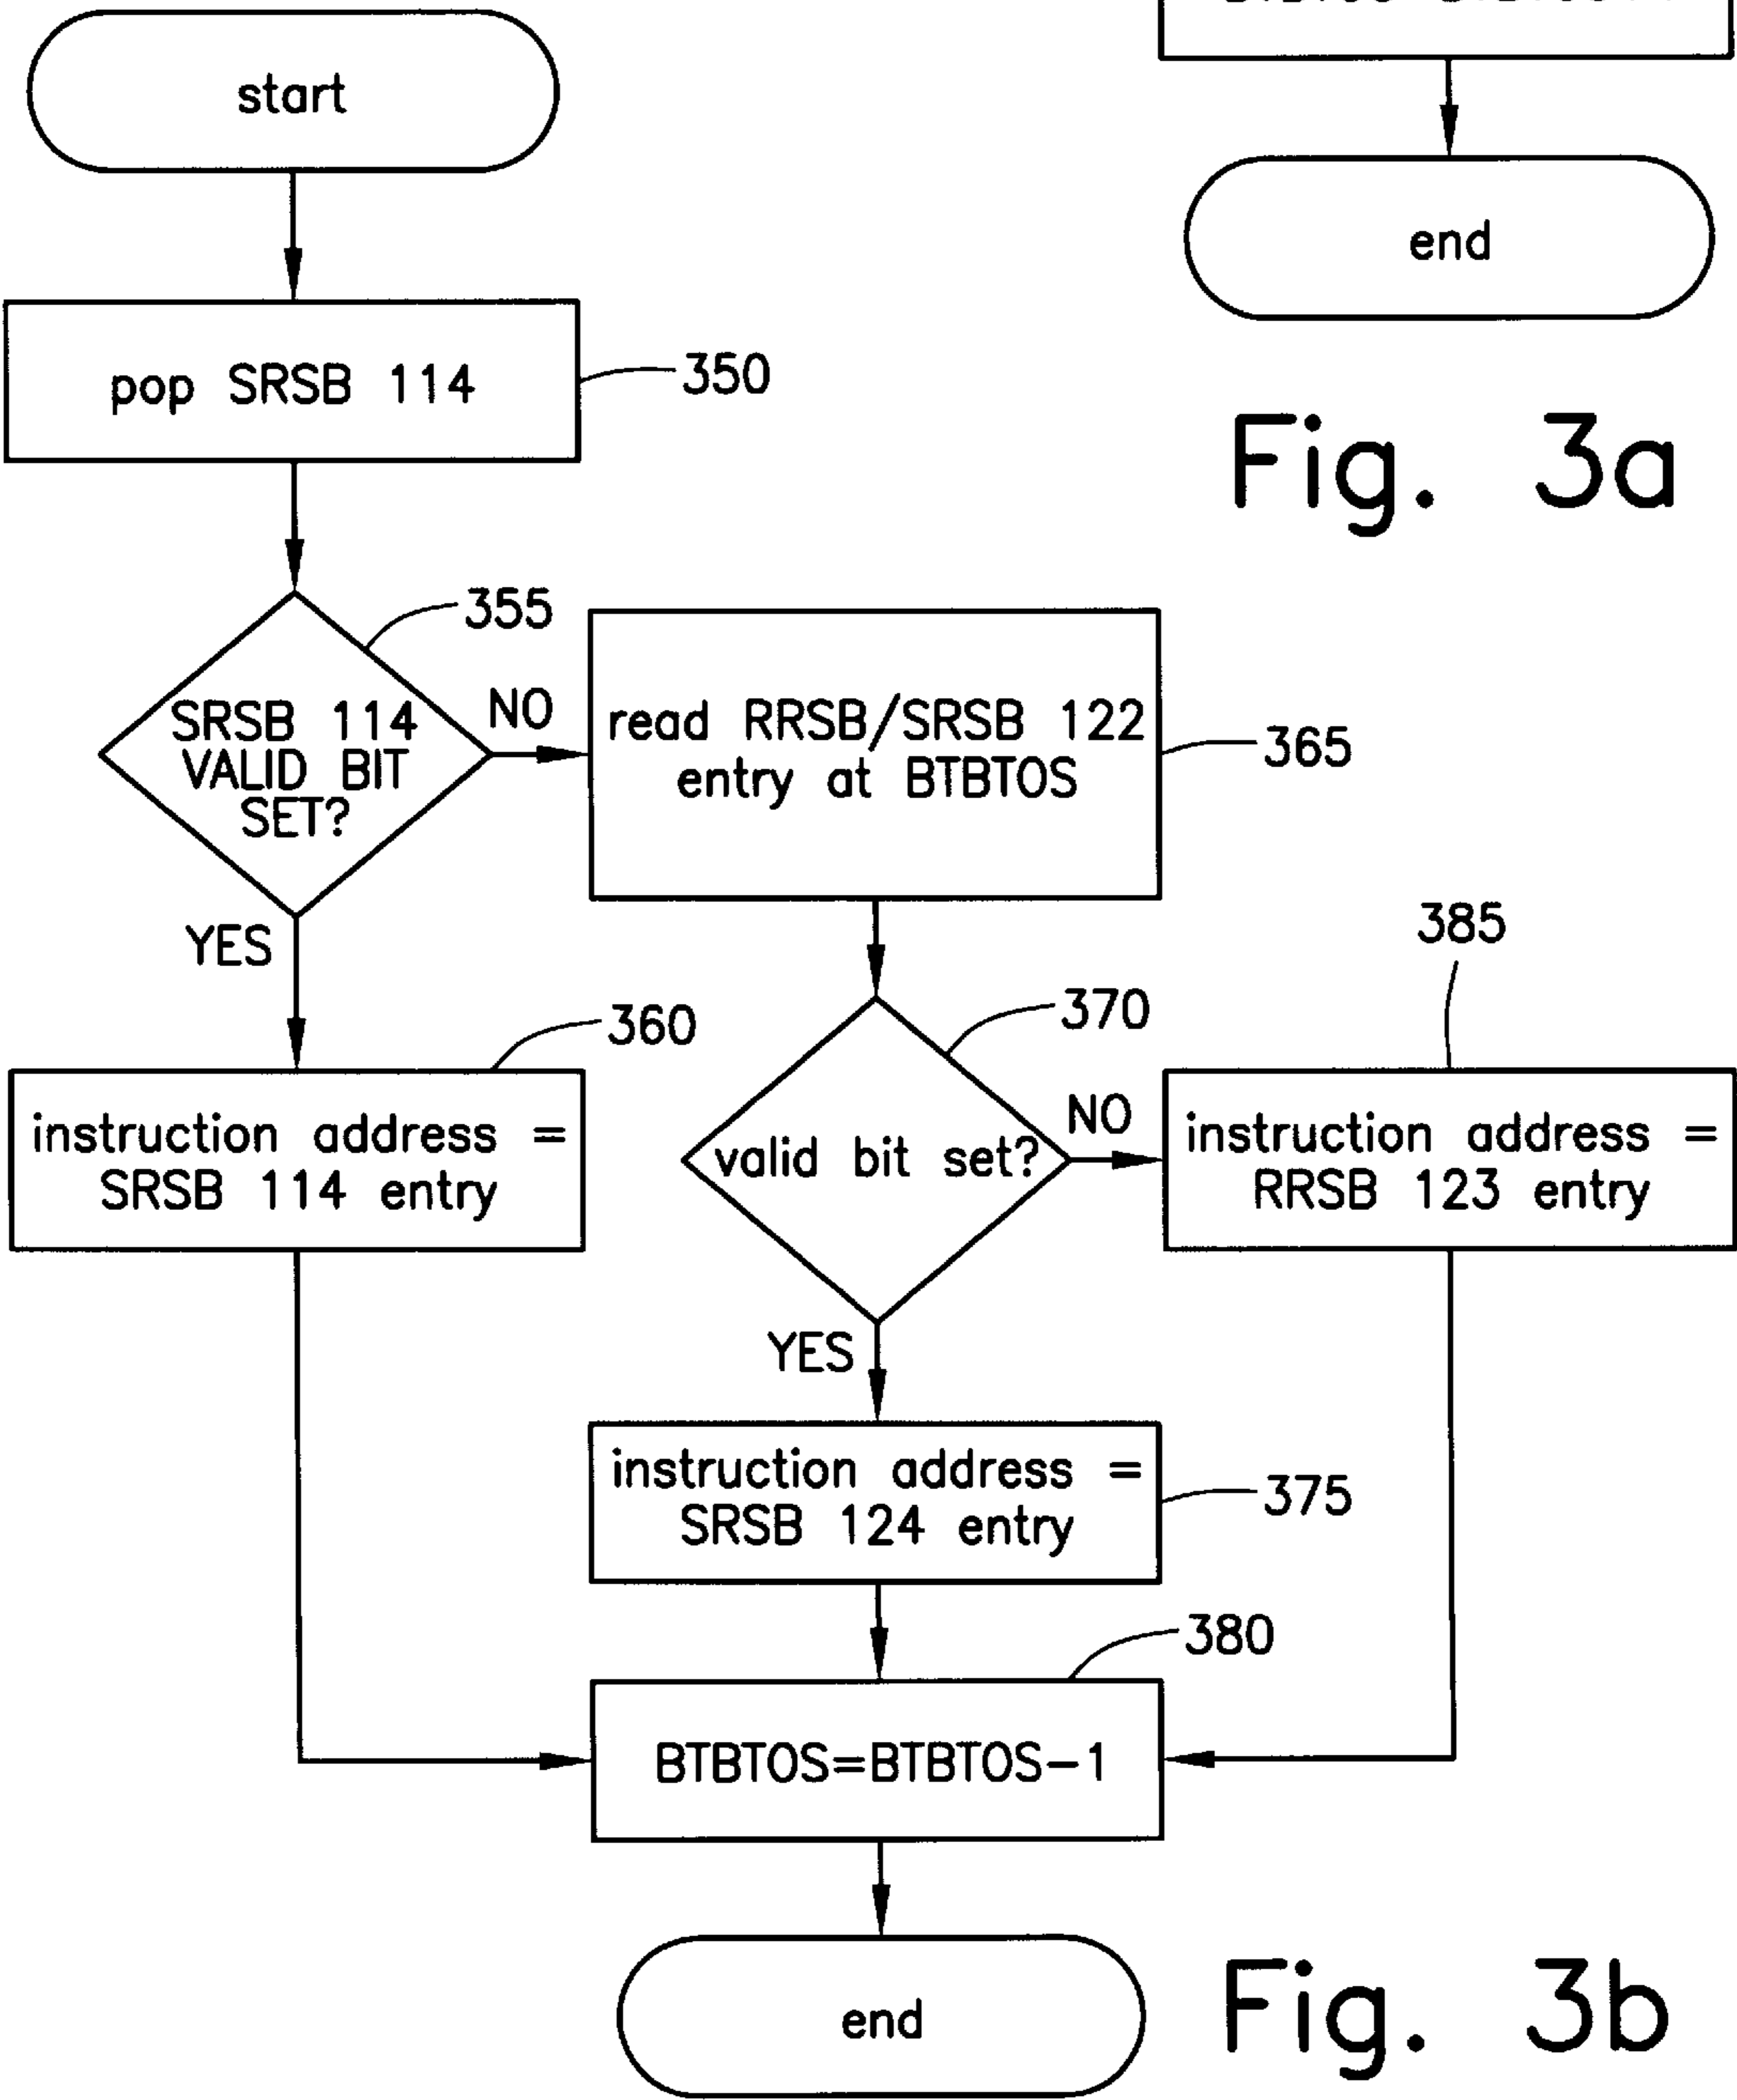 start
end
pop SRSB 114
350
Fig. 3a
355
SRSB 114
VALID BIT
SET?
NO
read RRSB/SRSB 122
entry at BTBTOS
365
YES
385
360
370
instruction address =
SRSB 114 entry
valid bit set?
NO
instruction address =
RRSB 123 entry
YES
instruction address =
SRSB 124 entry
375
380
BTBTOS=BTBTOS-1
end
Fig. 3b